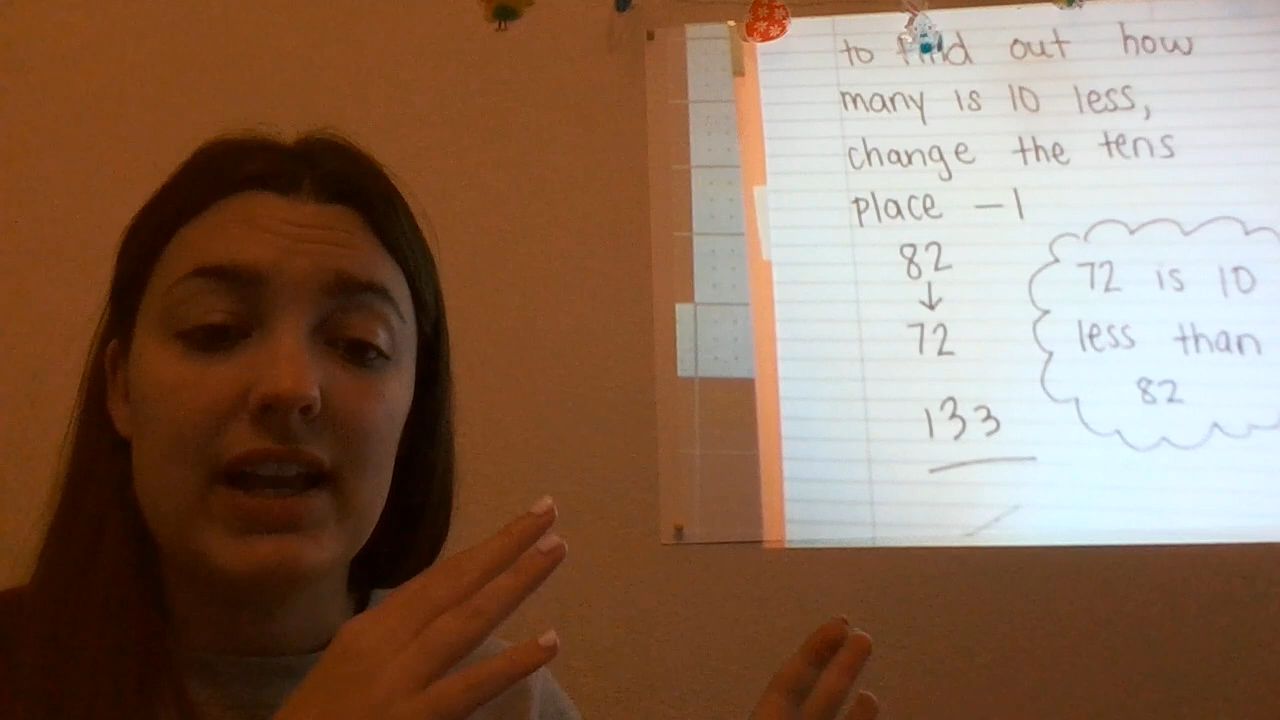 to find out how
many is 10 less,
change the tens
place -1
82
↓
72
72 is 10
less than
82
133